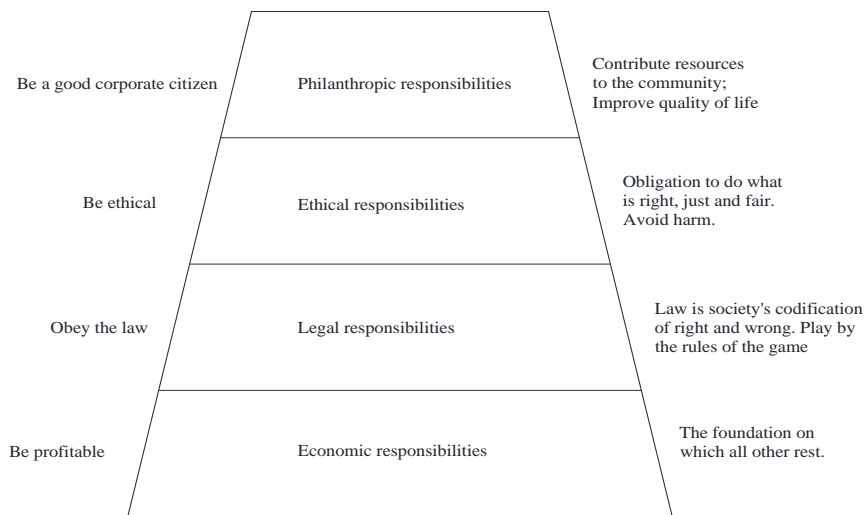 Be a good corporate citizen
Philanthropic responsibilities
Contribute resources
to the community;
Improve quality of life
Be ethical
Ethical responsibilities
Obligation to do what
is right, just and fair.
Avoid harm.
Obey the law
Legal responsibilities
Law is society's codification
of right and wrong. Play by
the rules of the game
Be profitable
Economic responsibilities
The foundation on
which all other rest.